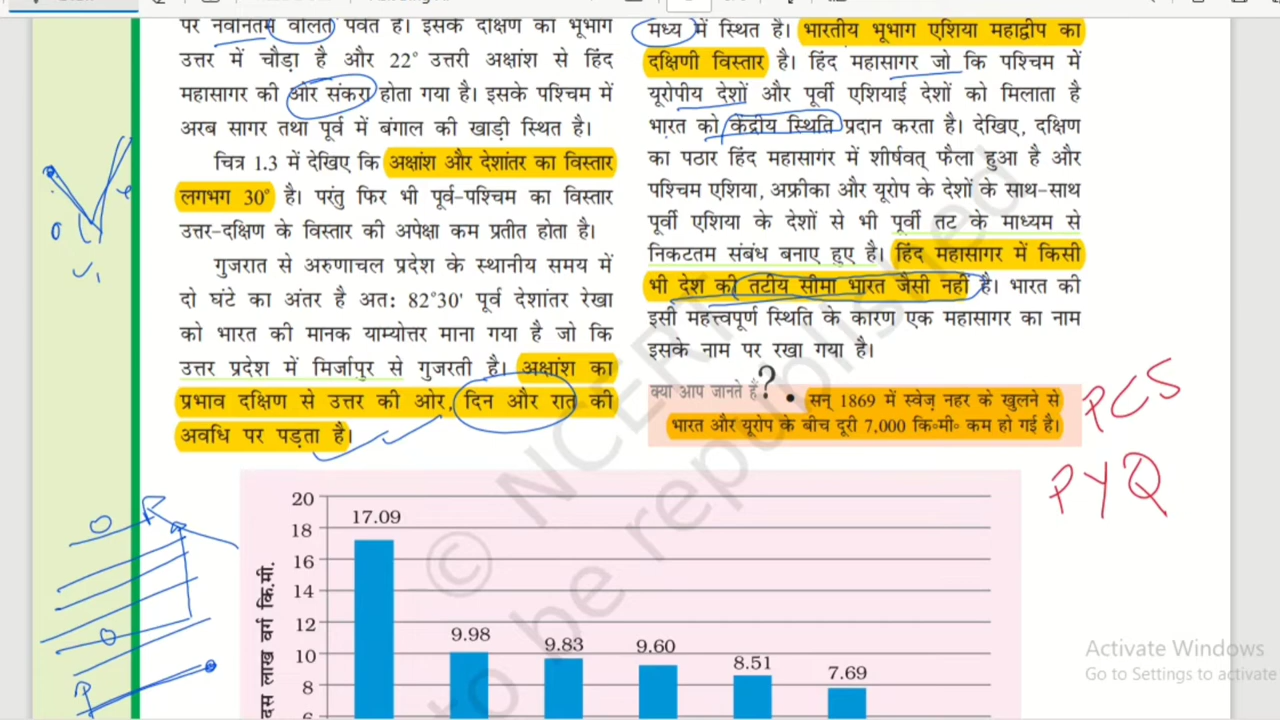 पर नवीनतम वलित पर्वत है। इसके दक्षिण का भूभाग
उत्तर में चौड़ा है और 22° उत्तरी अक्षांश से हिंद
महासागर की ओर संकरा होता गया है। इसके पश्चिम में
अरब सागर तथा पूर्व में बंगाल की खाड़ी स्थित है।
चित्र 1.3 में देखिए कि अक्षांश और देशांतर का विस्तार
लगभग 30° है। परंतु फिर भी पूर्व-पश्चिम का विस्तार
उत्तर-दक्षिण के विस्तार की अपेक्षा कम प्रतीत होता है।
गुजरात से अरुणाचल प्रदेश के स्थानीय समय में
दो घंटे का अंतर है अतः 82°30' पूर्व देशांतर रेखा
को भारत की मानक याम्योत्तर माना गया है जो कि
उत्तर प्रदेश में मिर्जापुर से गुजरती है। अक्षांश का
प्रभाव दक्षिण से उत्तर की ओर, दिन और रात की
अवधि पर पड़ता है।
मध्य में स्थित है। भारतीय भूभाग एशिया महाद्वीप का
दक्षिणी विस्तार है। हिंद महासागर जो कि पश्चिम में
यूरोपीय देशों और पूर्वी एशियाई देशों को मिलाता है
भारत को केंद्रीय स्थिति प्रदान करता है। देखिए, दक्षिण
का पठार हिंद महासागर में शीर्षवत् फैला हुआ है और
पश्चिम एशिया, अफ्रीका और यूरोप के देशों के साथ-साथ
पूर्वी एशिया के देशों से भी पूर्वी तट के माध्यम से
निकटतम संबंध बनाए हुए है। हिंद महासागर में किसी
भी देश की तटीय सीमा भारत जैसी नहीं है। भारत की
इसी महत्त्वपूर्ण स्थिति के कारण एक महासागर का नाम
इसके नाम पर रखा गया है।
क्या आप जानते हैं?
• सन् 1869 में स्वेज़ नहर के खुलने से
भारत और यूरोप के बीच दूरी 7,000 कि॰मी॰ कम हो गई है।
PCS
PYQ
© NCERT
to be republished
दस लाख वर्ग कि.मी.
20
18
16
14
12
10
8
6
17.09
9.98
9.83
9.60
8.51
7.69
Activate Windows
Go to Settings to activate